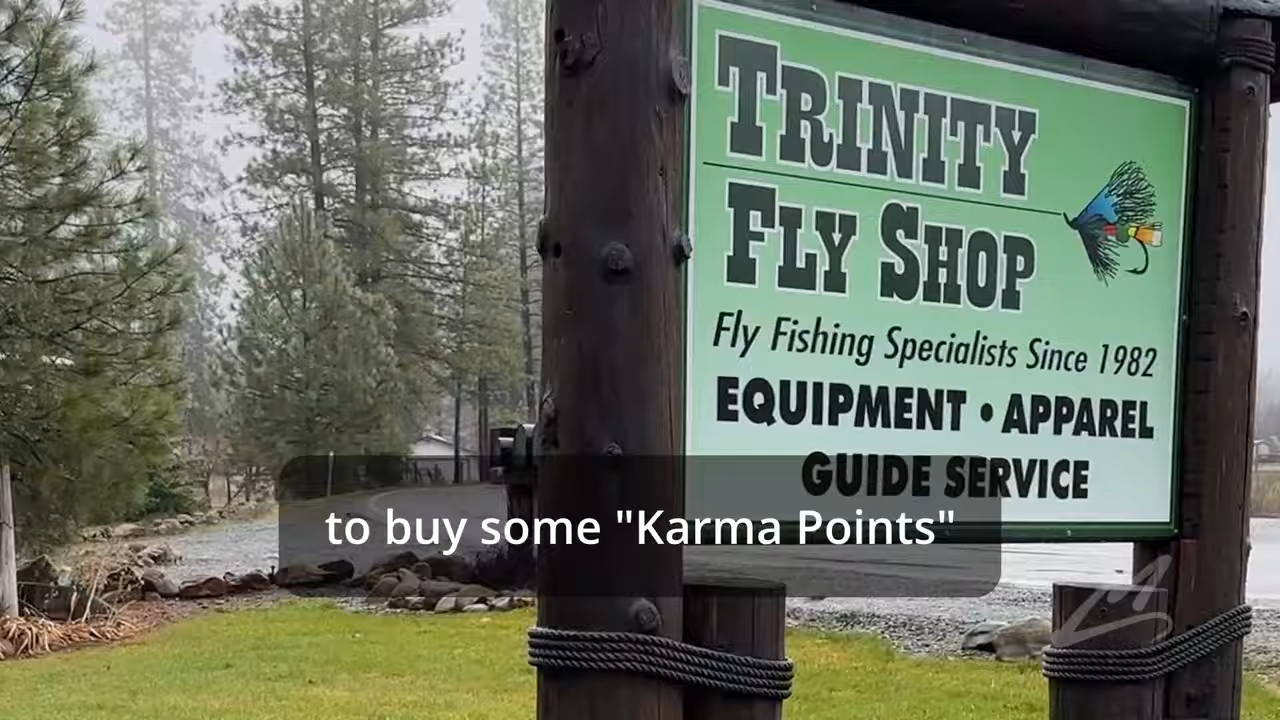 TRINITY
FLY SHOP
Fly Fishing Specialists Since 1982
EQUIPMENT • APPAREL
GUIDE SERVICE
to buy some "Karma Points"